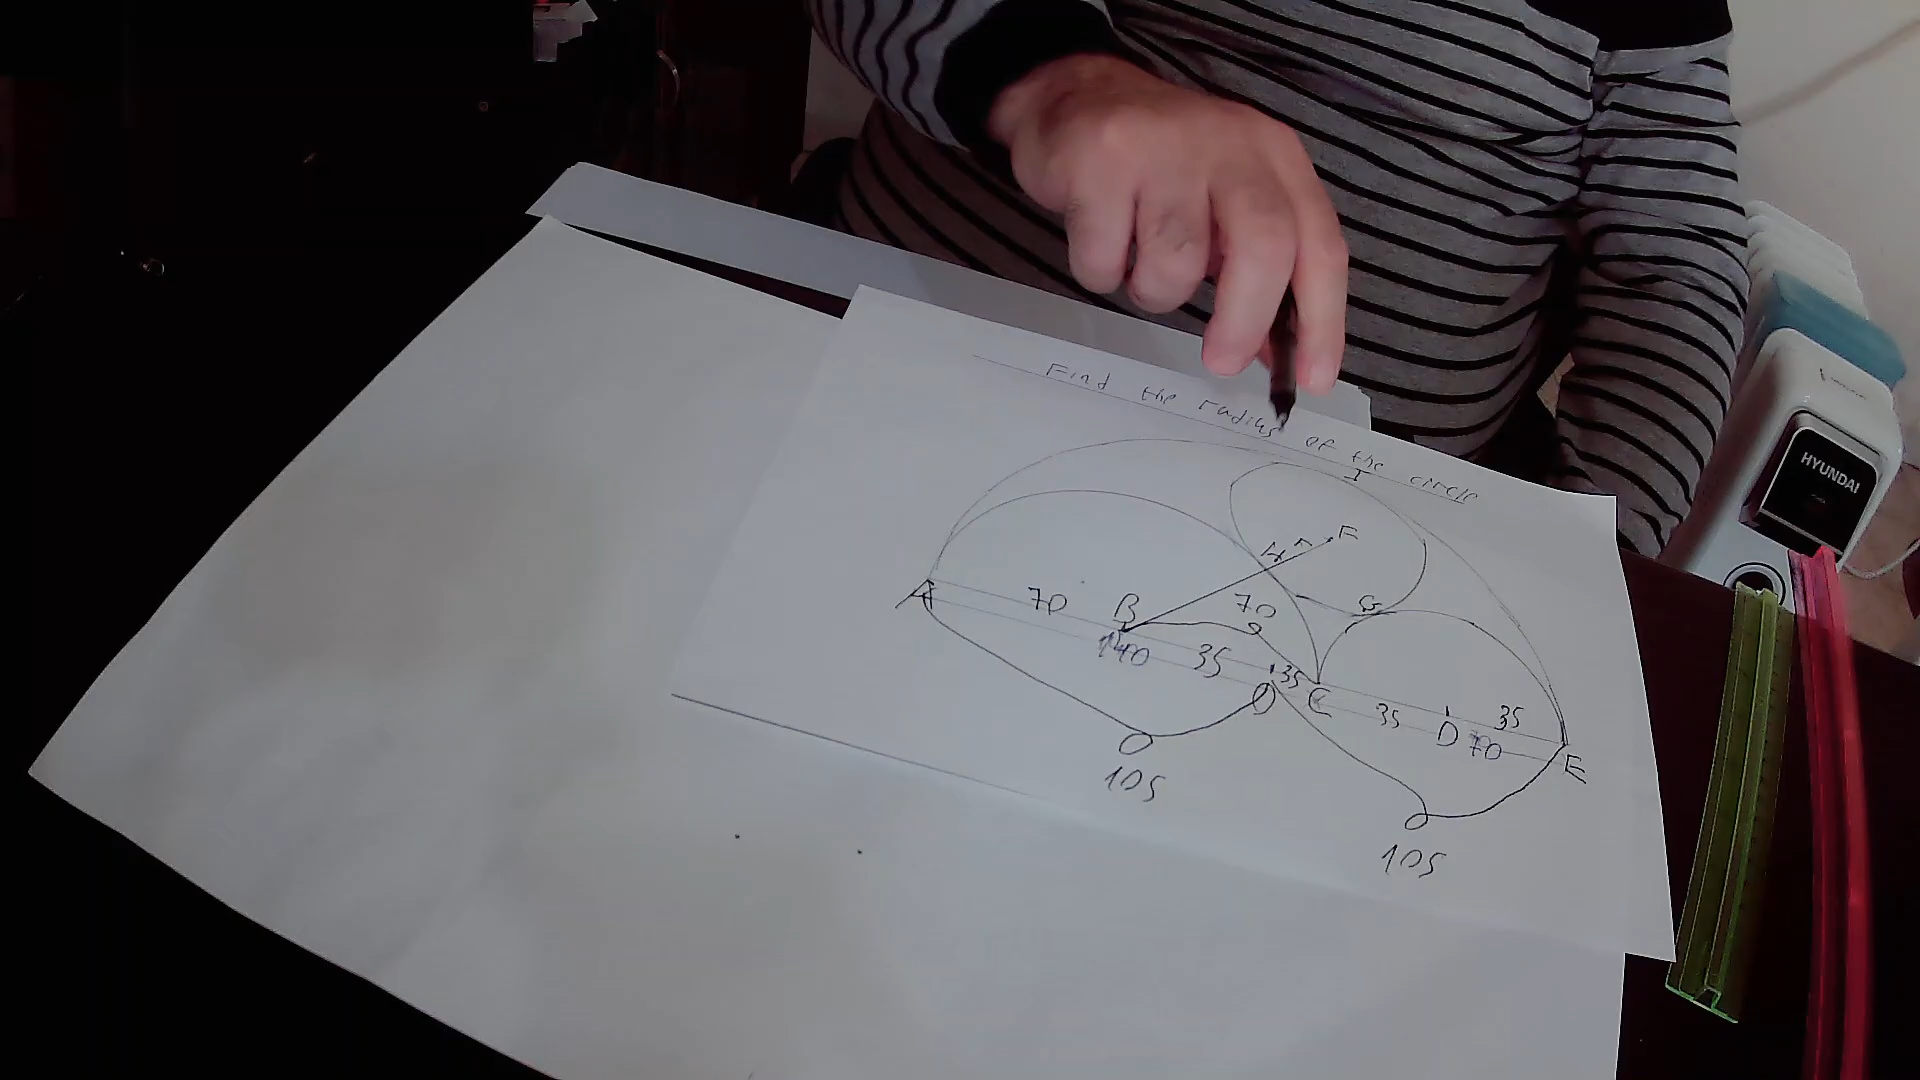 Find the radius of the circle
I
F
H r
G
A 70 B 70
140 35 O 35 C 35 D 35
70 E
105
105
HYUNDAI